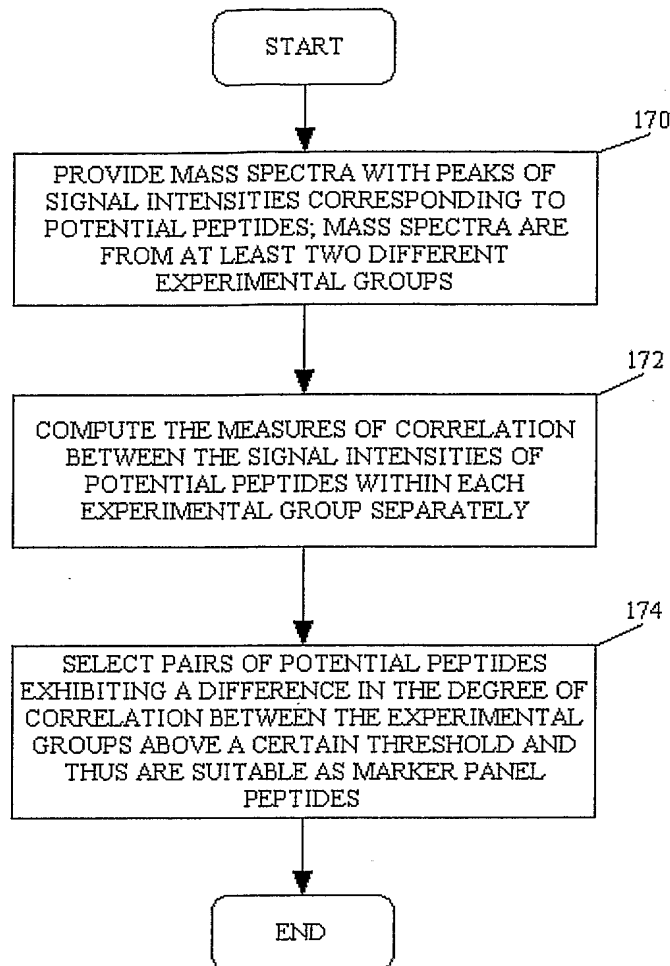 START
170
PROVIDE MASS SPECTRA WITH PEAKS OF
SIGNAL INTENSITIES CORRESPONDING TO
POTENTIAL PEPTIDES; MASS SPECTRA ARE
FROM AT LEAST TWO DIFFERENT
EXPERIMENTAL GROUPS
172
COMPUTE THE MEASURES OF CORRELATION
BETWEEN THE SIGNAL INTENSITIES OF
POTENTIAL PEPTIDES WITHIN EACH
EXPERIMENTAL GROUP SEPARATELY
174
SELECT PAIRS OF POTENTIAL PEPTIDES
EXHIBITING A DIFFERENCE IN THE DEGREE OF
CORRELATION BETWEEN THE EXPERIMENTAL
GROUPS ABOVE A CERTAIN THRESHOLD AND
THUS ARE SUITABLE AS MARKER PANEL
PEPTIDES
END